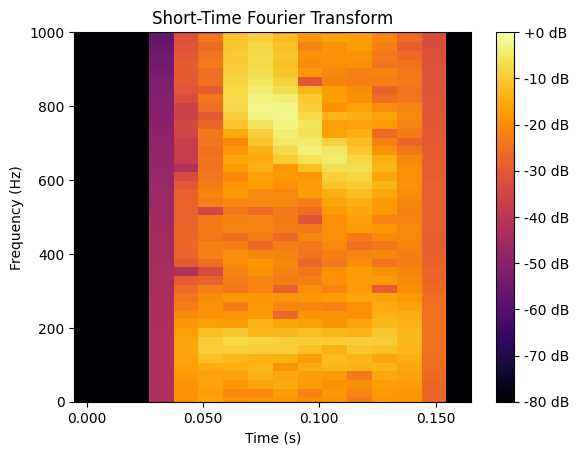 Short-Time Fourier Transform
1000
800
600
400
200
0
Frequency (Hz)
0.000
0.050
0.100
0.150
Time (s)
+0 dB
-10 dB
-20 dB
-30 dB
-40 dB
-50 dB
-60 dB
-70 dB
-80 dB